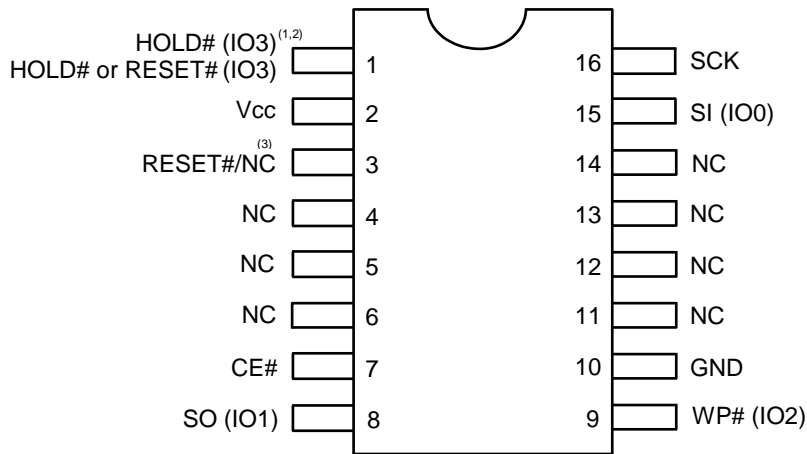 HOLD# (IO3) (1,2)
HOLD# or RESET# (IO3)
1
16
SCK
Vcc
2
15
SI (IO0)
(3)
RESET#/NC
3
14
NC
NC
4
13
NC
NC
5
12
NC
NC
6
11
NC
CE#
7
10
GND
SO (IO1)
8
9
WP# (IO2)